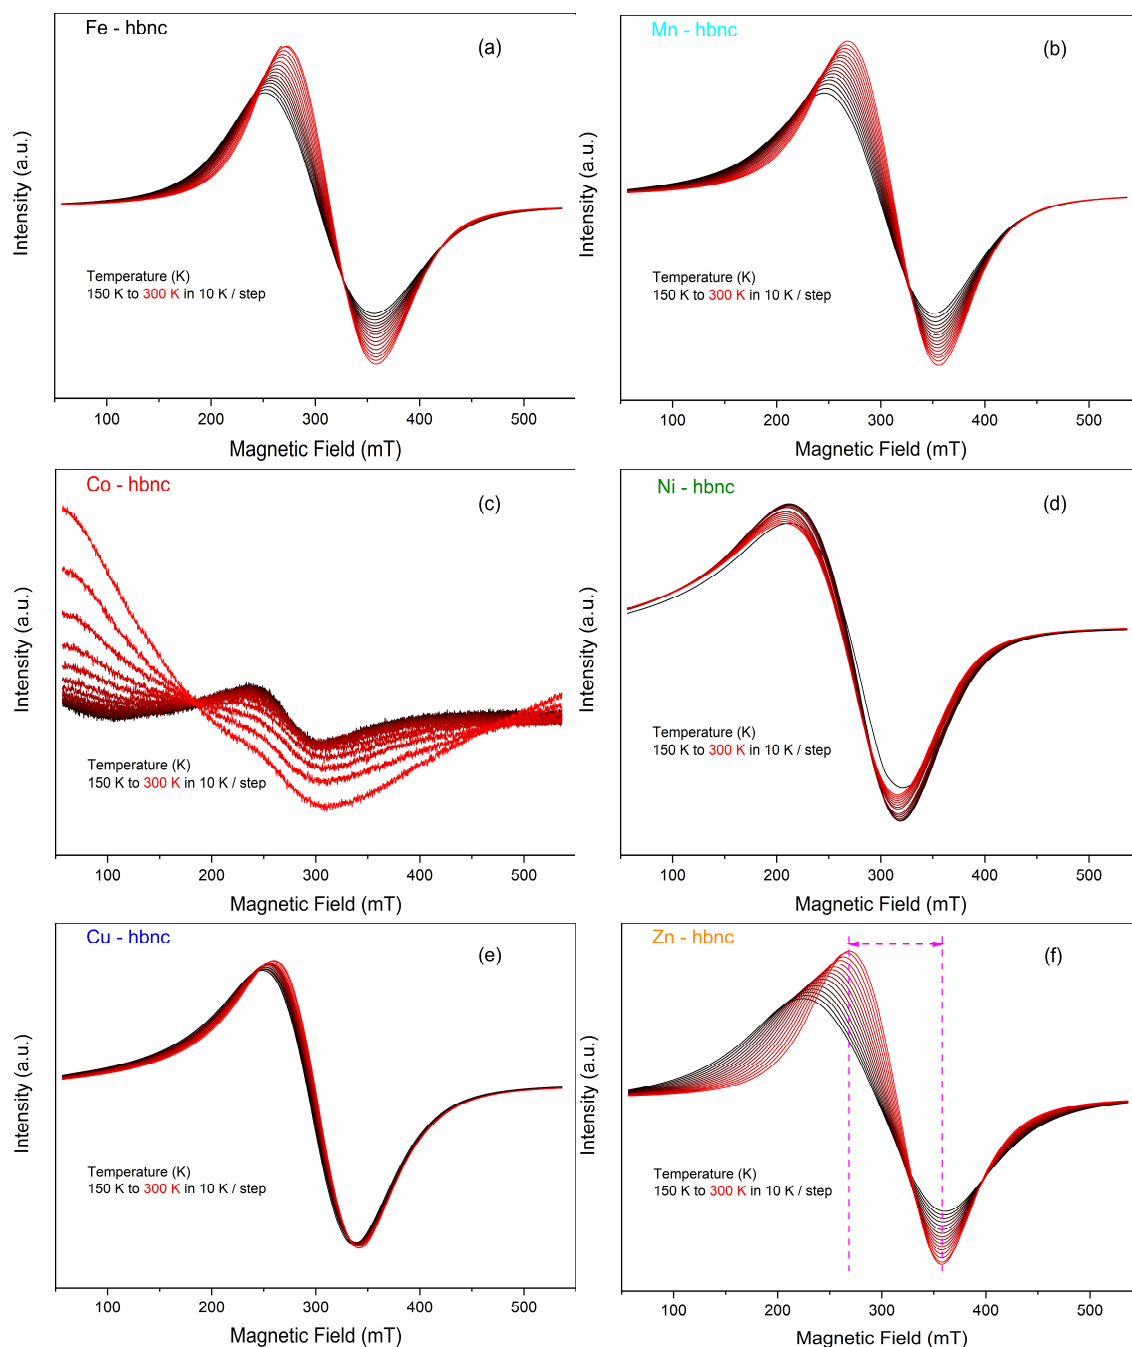 Fe - hbnc
(a)
Intensity (a.u.)
Temperature (K)
150 K to 300 K in 10 K / step
100 200 300 400 500
Magnetic Field (mT)
Mn - hbnc
(b)
Intensity (a.u.)
Temperature (K)
150 K to 300 K in 10 K / step
100 200 300 400 500
Magnetic Field (mT)
Co - hbnc
(c)
Intensity (a.u.)
Temperature (K)
150 K to 300 K in 10 K / step
100 200 300 400 500
Magnetic Field (mT)
Ni - hbnc
(d)
Intensity (a.u.)
Temperature (K)
150 K to 300 K in 10 K / step
100 200 300 400 500
Magnetic Field (mT)
Cu - hbnc
(e)
Intensity (a.u.)
Temperature (K)
150 K to 300 K in 10 K / step
100 200 300 400 500
Magnetic Field (mT)
Zn - hbnc
(f)
Intensity (a.u.)
Temperature (K)
150 K to 300 K in 10 K / step
100 200 300 400 500
Magnetic Field (mT)